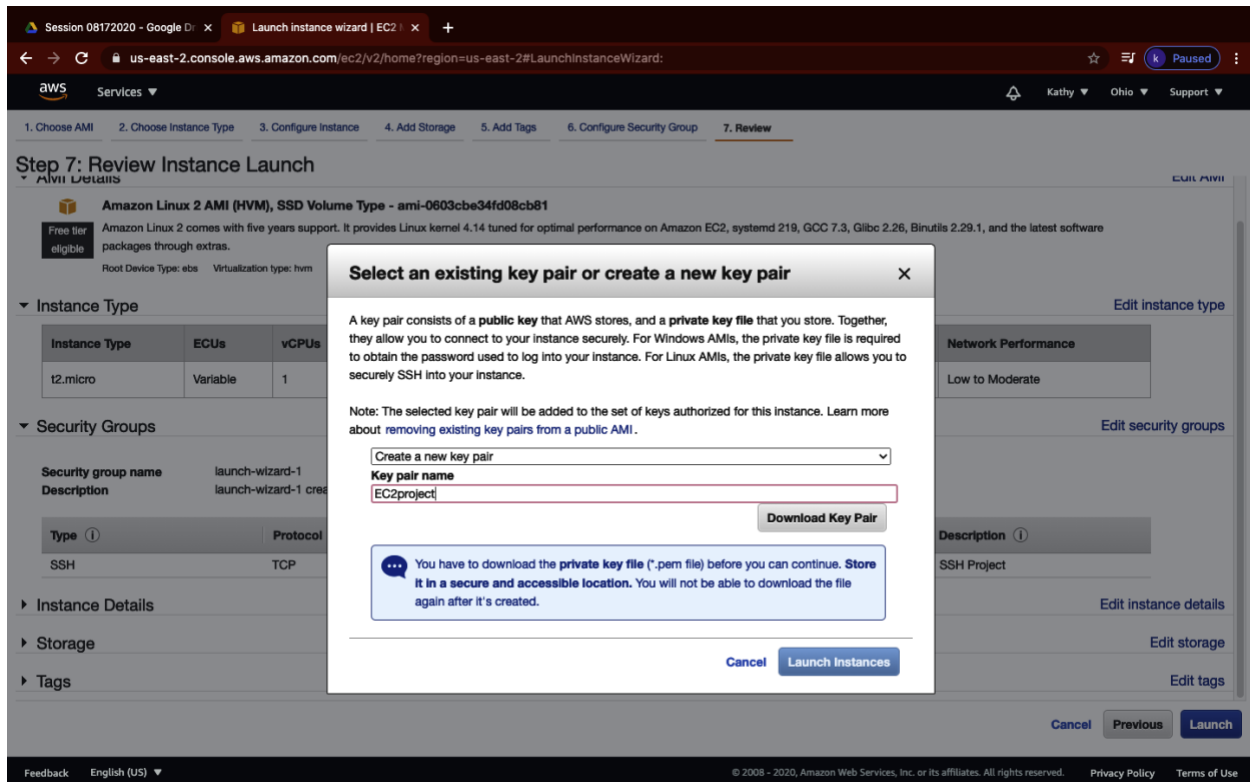 Session 08172020 - Google Dr
Launch instance wizard | EC2
us-east-2.console.aws.amazon.com/ec2/v2/home?region=us-east-2#LaunchInstanceWizard:
k Paused
aws Services Kathy Ohio Support
1. Choose AMI 2. Choose Instance Type 3. Configure Instance 4. Add Storage 5. Add Tags 6. Configure Security Group 7. Review
Step 7: Review Instance Launch
AMI Details Edit AMI
Amazon Linux 2 AMI (HVM), SSD Volume Type - ami-0603cbe34fd08cb81
Free tier eligible
Amazon Linux 2 comes with five years support. It provides Linux kernel 4.14 tuned for optimal performance on Amazon EC2, systemd 219, GCC 7.3, Glibc 2.26, Binutils 2.29.1, and the latest software
packages through extras.
Root Device Type: ebs Virtualization type: hvm
Select an existing key pair or create a new key pair
A key pair consists of a public key that AWS stores, and a private key file that you store. Together,
they allow you to connect to your instance securely. For Windows AMIs, the private key file is required
to obtain the password used to log into your instance. For Linux AMIs, the private key file allows you to
securely SSH into your instance.
Note: The selected key pair will be added to the set of keys authorized for this instance. Learn more
about removing existing key pairs from a public AMI.
Create a new key pair
Key pair name
EC2project
Download Key Pair
You have to download the private key file (*.pem file) before you can continue. Store
it in a secure and accessible location. You will not be able to download the file
again after it's created.
Cancel Launch Instances
Instance Type Edit instance type
Instance Type ECUs vCPUs Network Performance
t2.micro Variable 1 Low to Moderate
Security Groups Edit security groups
Security group name launch-wizard-1
Description launch-wizard-1 crea
Type Protocol Description
SSH TCP SSH Project
Instance Details Edit instance details
Storage Edit storage
Tags Edit tags
Cancel Previous Launch
Feedback English (US) © 2008 - 2020, Amazon Web Services, Inc. or its affiliates. All rights reserved. Privacy Policy Terms of Use